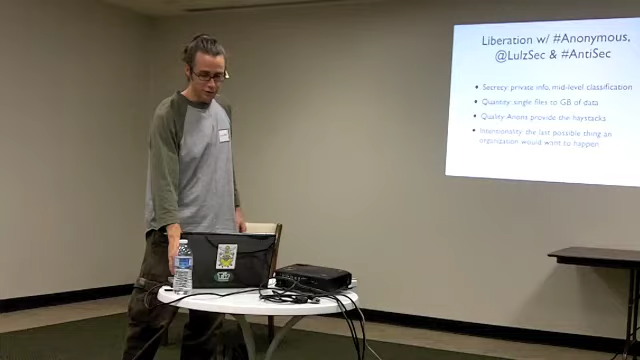 Liberation w/ #Anonymous,
@LulzSec & #AntiSec
• Secrecy: private info, mid-level classification
• Quantity: single files to GB of data
• Quality: Anons provide the haystacks
• Intentionality: the last possible thing an
organization would want to happen